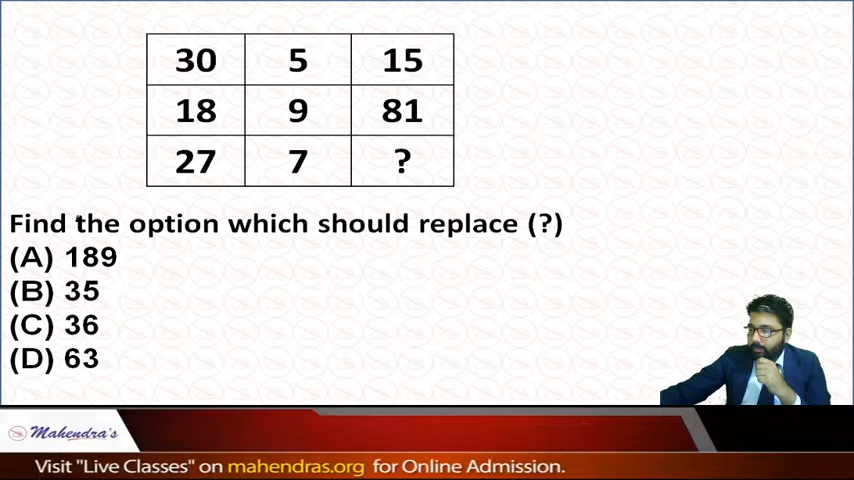 30 5 15
18 9 81
27 7 ?
Find the option which should replace (?)
(A) 189
(B) 35
(C) 36
(D) 63
Mahendra's
Visit "Live Classes" on mahendras.org for Online Admission.